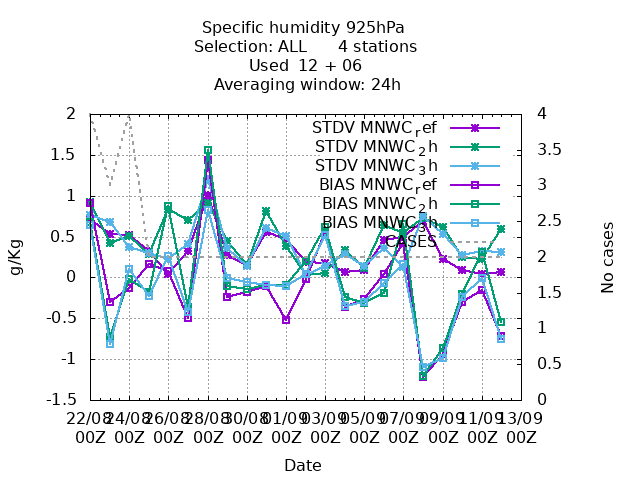 Specific humidity 925hPa
Selection: ALL      4 stations
Used  12 + 06
Averaging window: 24h
STDV MNWC_ref
STDV MNWC_2h
STDV MNWC_3h
BIAS MNWC_ref
BIAS MNWC_2h
BIAS MNWC_3h
CASES
g/Kg
2
1.5
1
0.5
0
-0.5
-1
-1.5
No cases
4
3.5
3
2.5
2
1.5
1
0.5
0
22/08 24/08 26/08 28/08 30/08 01/09 03/09 05/09 07/09 09/09 11/09 13/09
00Z 00Z 00Z 00Z 00Z 00Z 00Z 00Z 00Z 00Z 00Z 00Z
Date